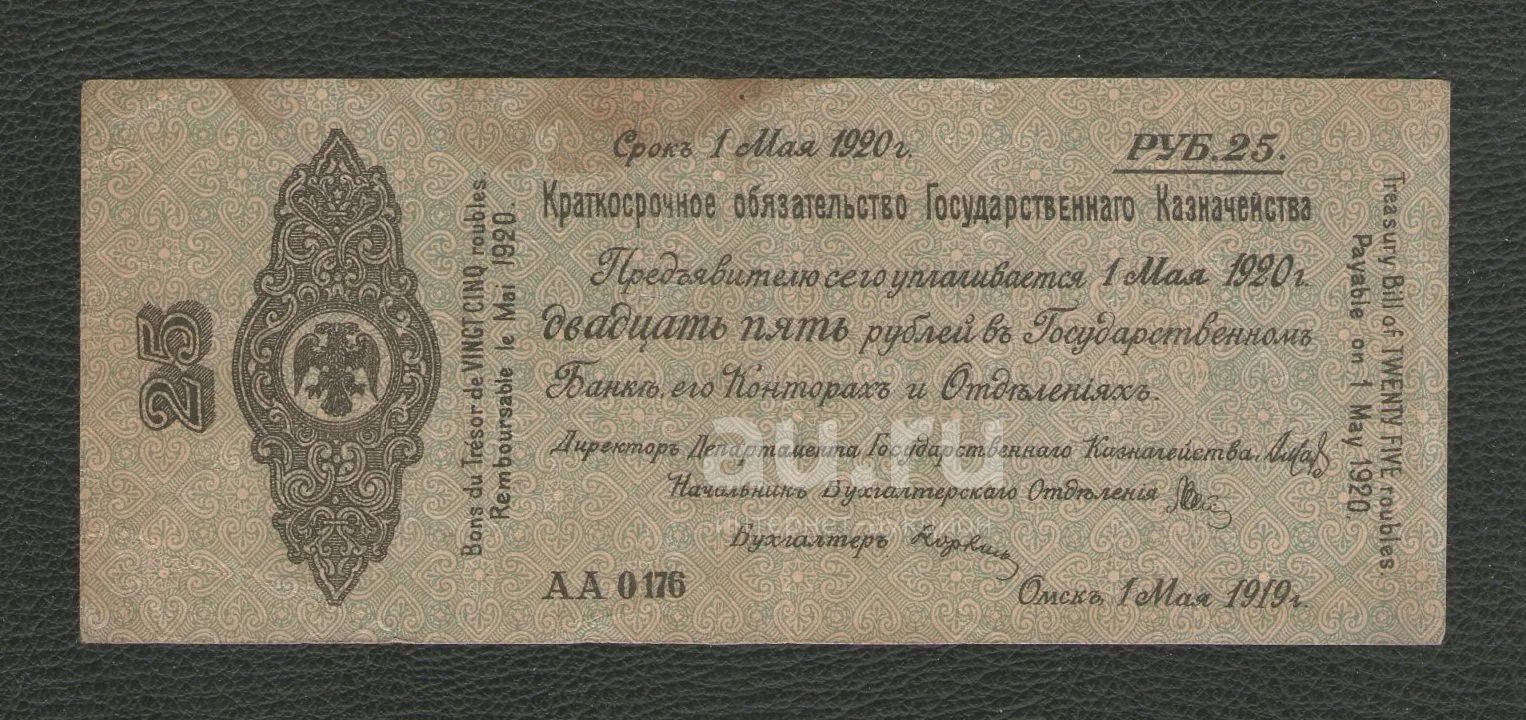 Срокъ 1 Мая 1920 г.
РУБ. 25.
Краткосрочное обязательство Государственнаго Казначейства
Предъявителю сего уплачивается 1 Мая 1920 г.
двадцать пять рублей въ Государственномъ
Банкѣ, его Конторахъ и Отдѣленіяхъ.
Директоръ Департамента Государственнаго Казначейства
Начальникъ Бухгалтерскаго Отдѣленія
Бухгалтеръ
АА 0176
Омскъ, 1 Мая 1919 г.
25
Bons du Trésor de VINGT CINQ roubles.
Remboursable le Mai 1920.
Treasury Bill of TWENTY FIVE roubles.
Payable on 1 May 1920.
au.ru
интернет-аукцион